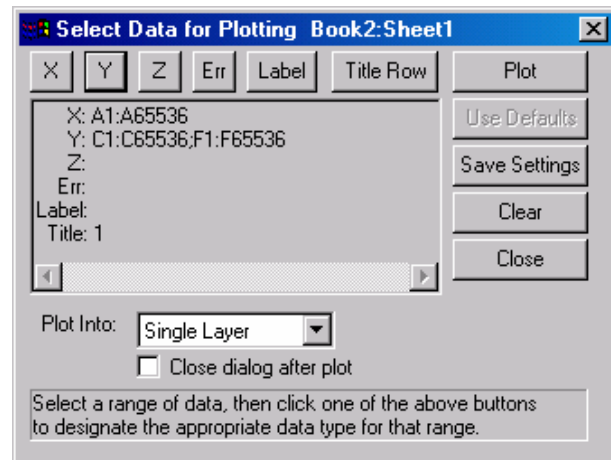 Select Data for Plotting Book2:Sheet1
X Y Z Err Label Title Row Plot
X: A1:A65536
Y: C1:C65536;F1:F65536
Z:
Err:
Label:
Title: 1
Use Defaults
Save Settings
Clear
Close
Plot Into: Single Layer
Close dialog after plot
Select a range of data, then click one of the above buttons
to designate the appropriate data type for that range.